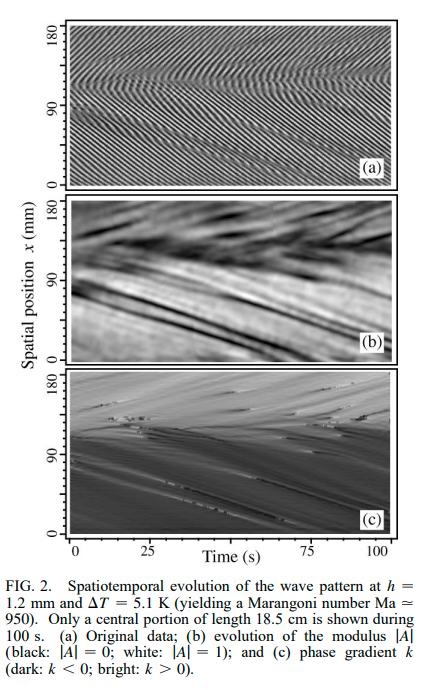 180
90
0
(a)
Spatial position x (mm)
180
90
0
(b)
180
90
0
(c)
0 25 50 75 100
Time (s)
FIG. 2. Spatiotemporal evolution of the wave pattern at h =
1.2 mm and ΔT = 5.1 K (yielding a Marangoni number Ma ≃
950). Only a central portion of length 18.5 cm is shown during
100 s. (a) Original data; (b) evolution of the modulus |A|
(black: |A| = 0; white: |A| = 1); and (c) phase gradient k
(dark: k < 0; bright: k > 0).